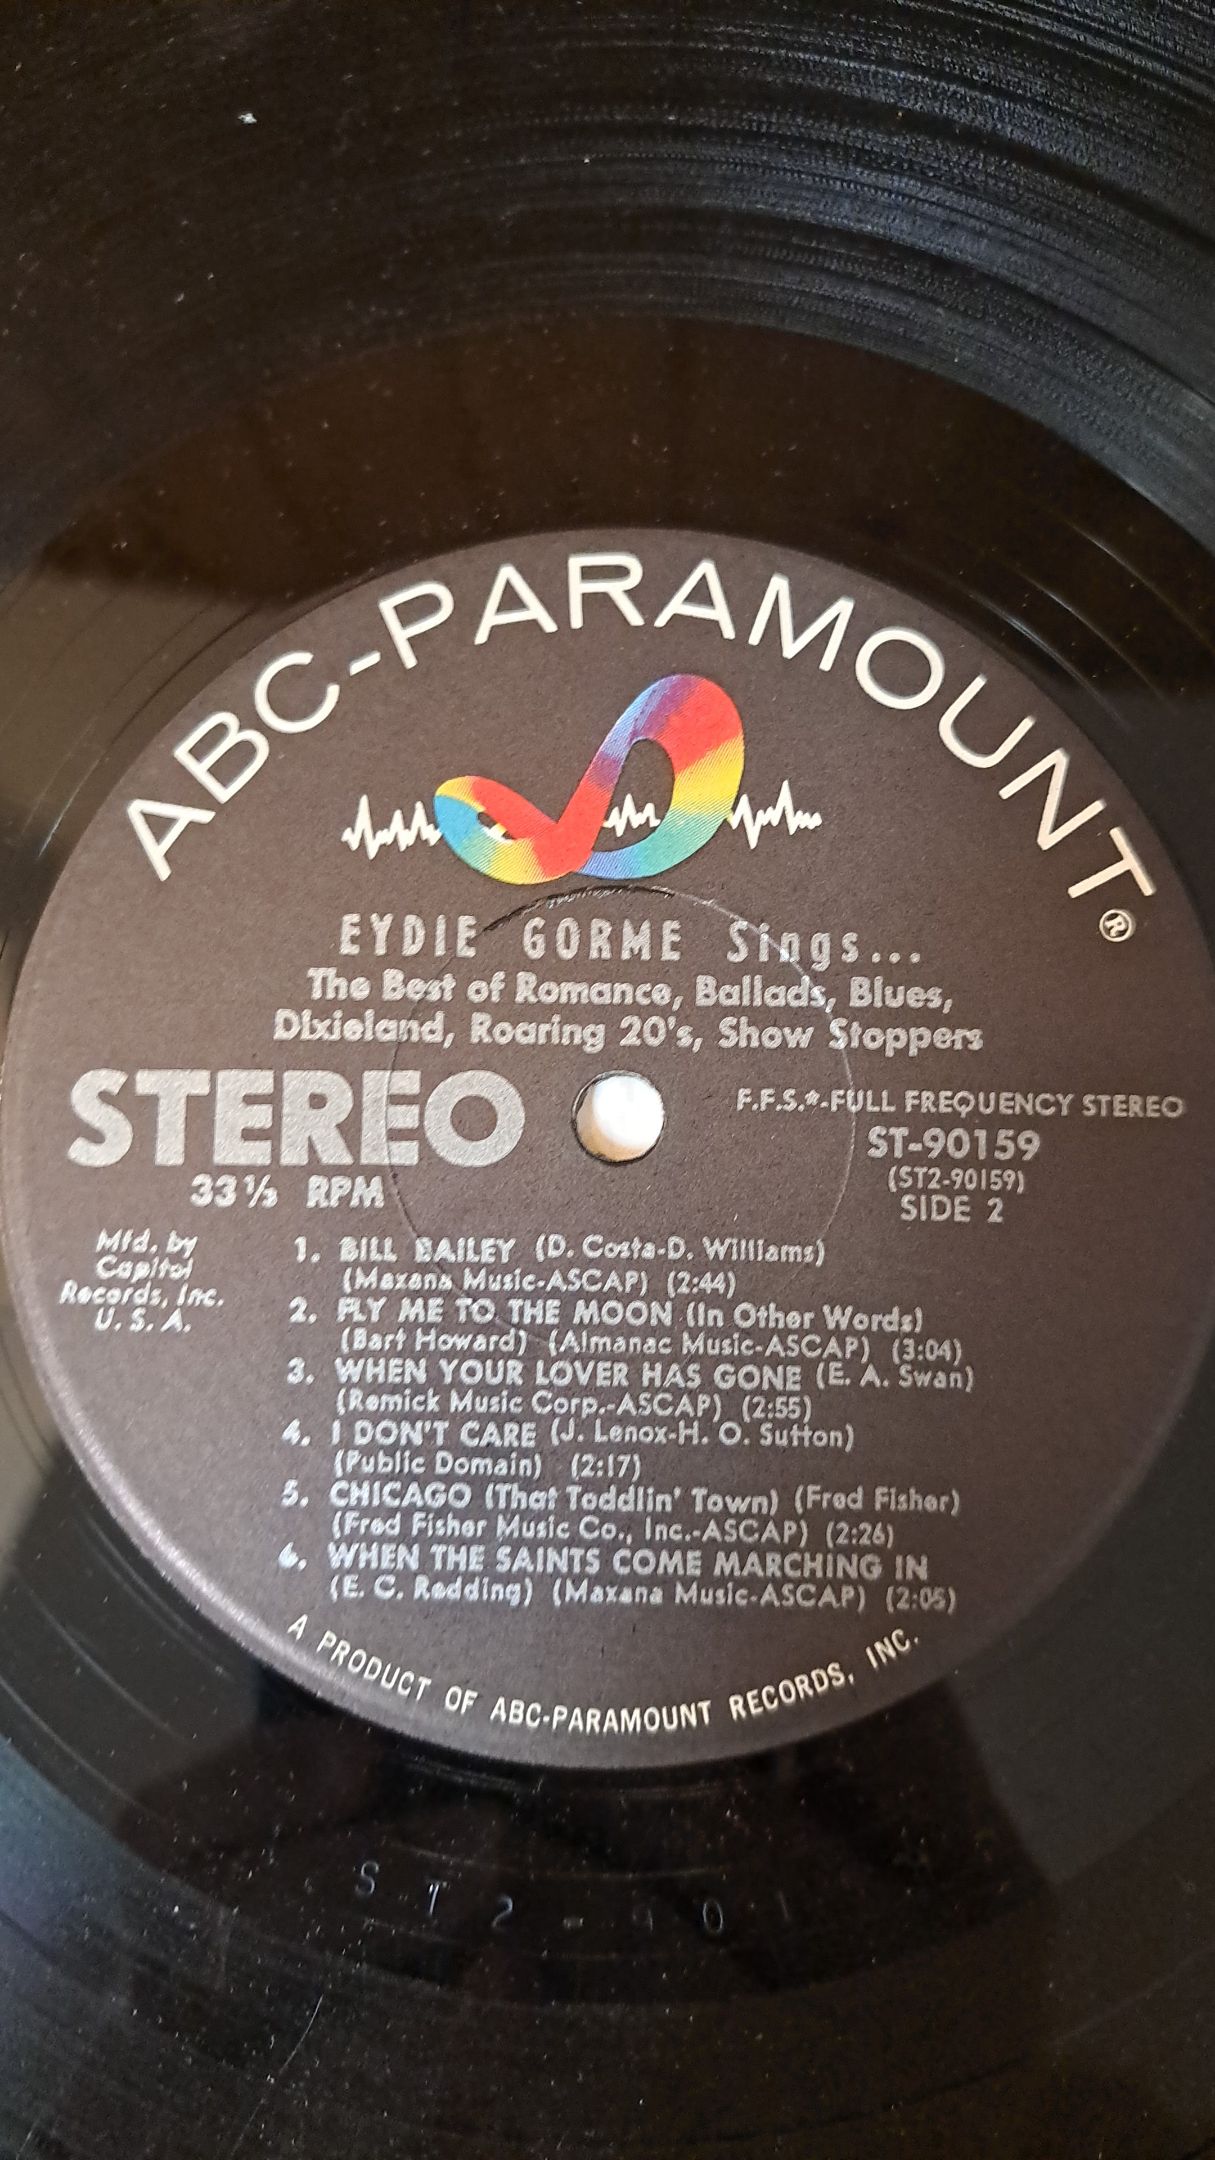 ABC-PARAMOUNT®
EYDIE GORME Sings...
The Best of Romance, Ballads, Blues,
Dixieland, Roaring 20's, Show Stoppers
STEREO
33⅓ RPM
F.F.S.*-FULL FREQUENCY STEREO
ST-90159
(ST2-90159)
SIDE 2
Mfd. by
Capitol
Records, Inc.
U. S. A.
1. BILL BAILEY (D. Costa-D. Williams)
(Maxana Music-ASCAP) (2:44)
2. FLY ME TO THE MOON (In Other Words)
(Bart Howard) (Almanac Music-ASCAP) (3:04)
3. WHEN YOUR LOVER HAS GONE (E. A. Swan)
(Remick Music Corp.-ASCAP) (2:55)
4. I DON'T CARE (J. Lenox-H. O. Sutton)
(Public Domain) (2:17)
5. CHICAGO (That Toddlin' Town) (Fred Fisher)
(Fred Fisher Music Co., Inc.-ASCAP) (2:26)
6. WHEN THE SAINTS COME MARCHING IN
(E. C. Redding) (Maxana Music-ASCAP) (2:05)
A PRODUCT OF ABC-PARAMOUNT RECORDS, INC.
ST2-901